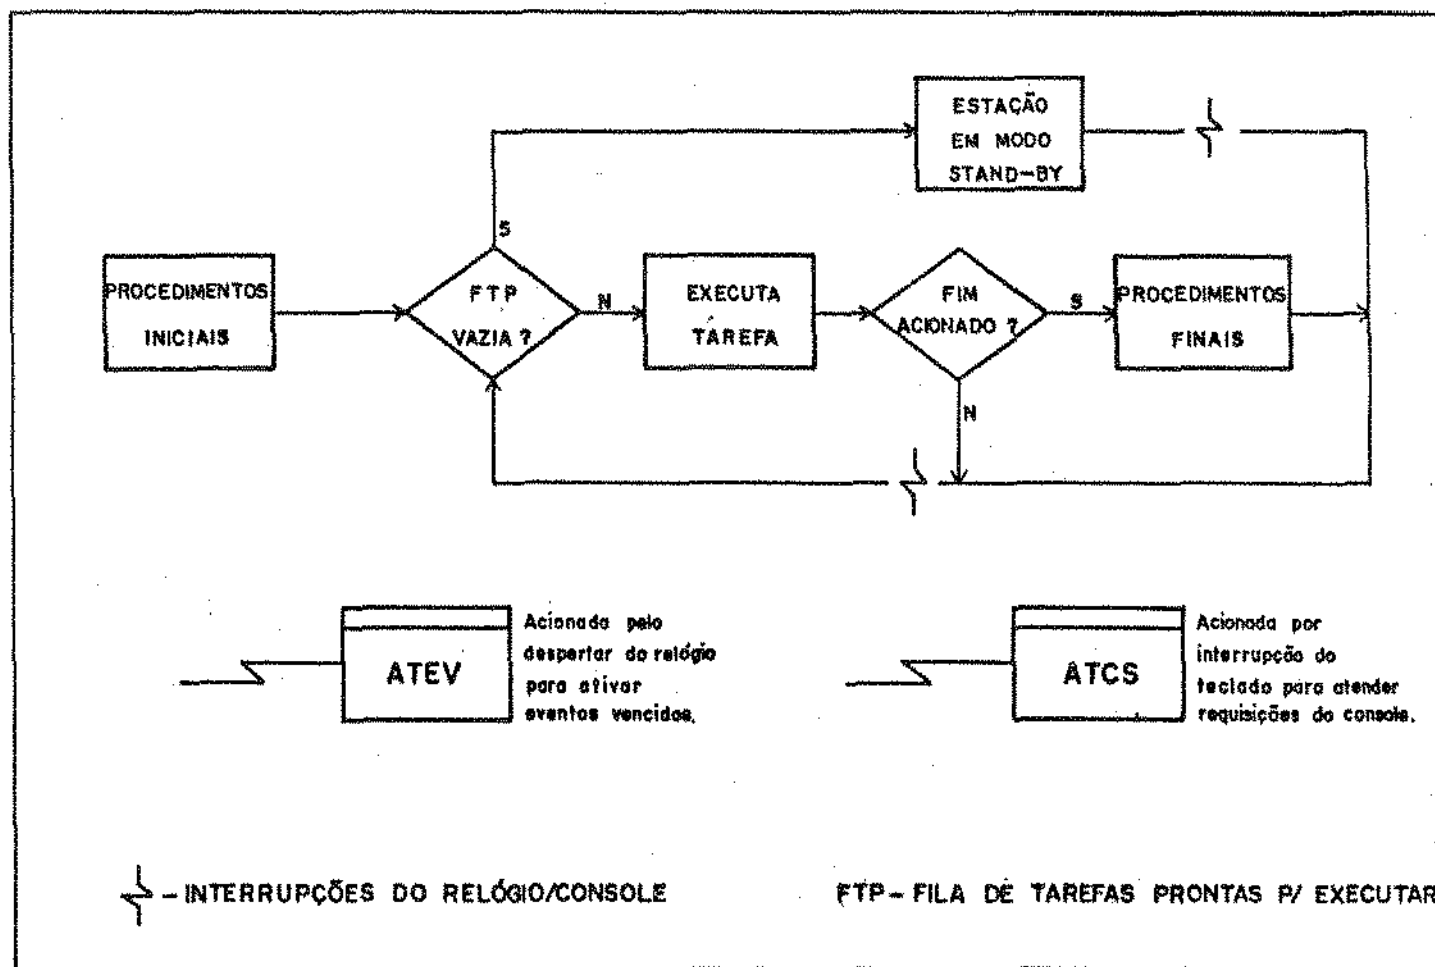 ESTAÇÃO
EM MODO
STAND-BY
S
PROCEDIMENTOS
INICIAIS
FTP
VAZIA ?
N
EXECUTA
TAREFA
FIM
ACIONADO ?
S
PROCEDIMENTOS
FINAIS
N
ATEV
Acionada pelo
despertar do relógio
para ativar
eventos vencidos.
ATCS
Acionada por
interrupção do
teclado para atender
requisições do console.
- INTERRUPÇÕES DO RELÓGIO/CONSOLE
FTP - FILA DE TAREFAS PRONTAS P/ EXECUTAR